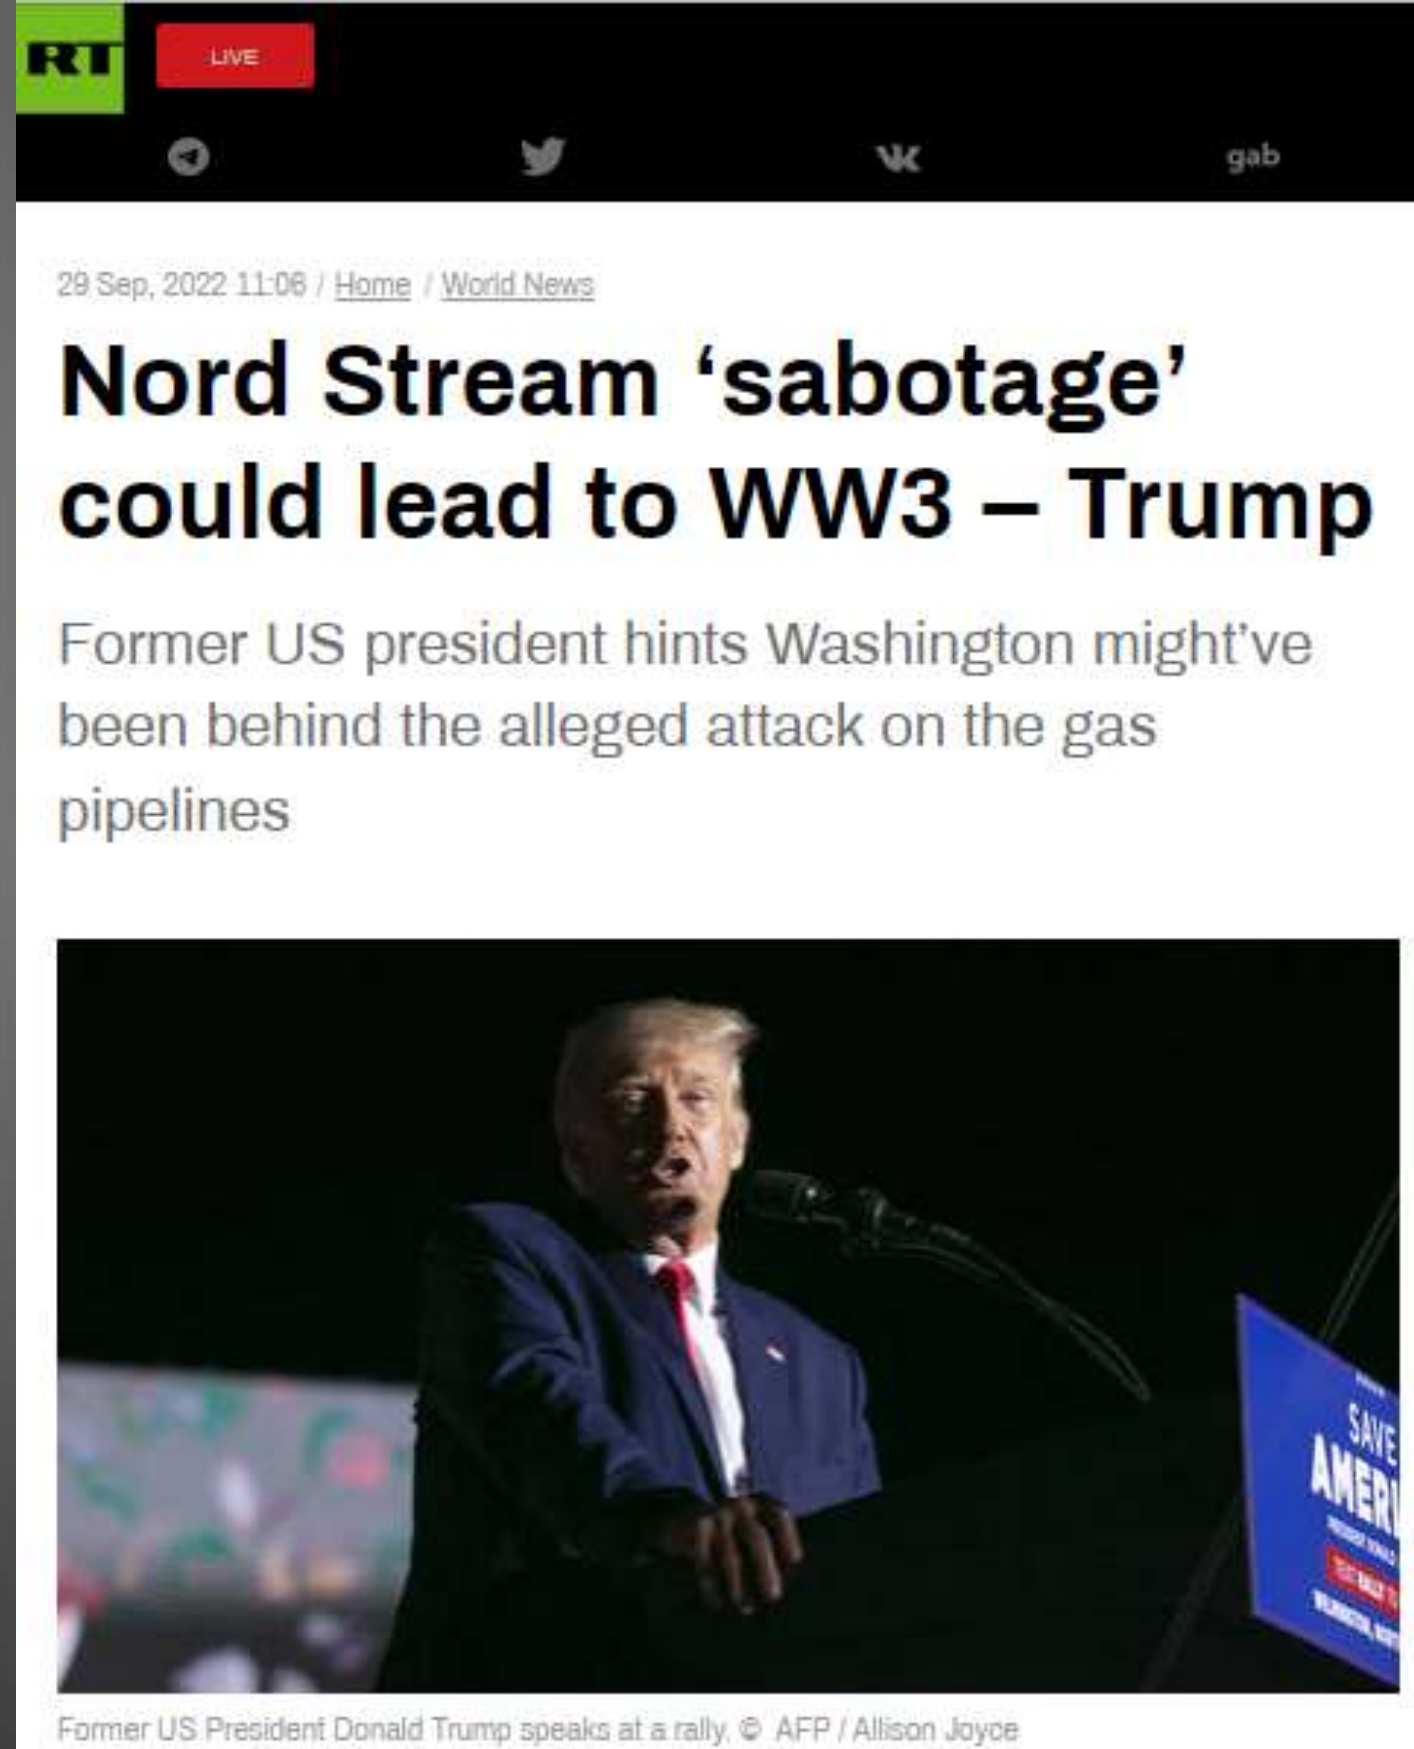 RT
LIVE
gab
29 Sep, 2022 11:06 / Home / World News
Nord Stream ‘sabotage’
could lead to WW3 – Trump
Former US president hints Washington might’ve
been behind the alleged attack on the gas
pipelines
SAVE
AMERI
Former US President Donald Trump speaks at a rally. © AFP / Allison Joyce